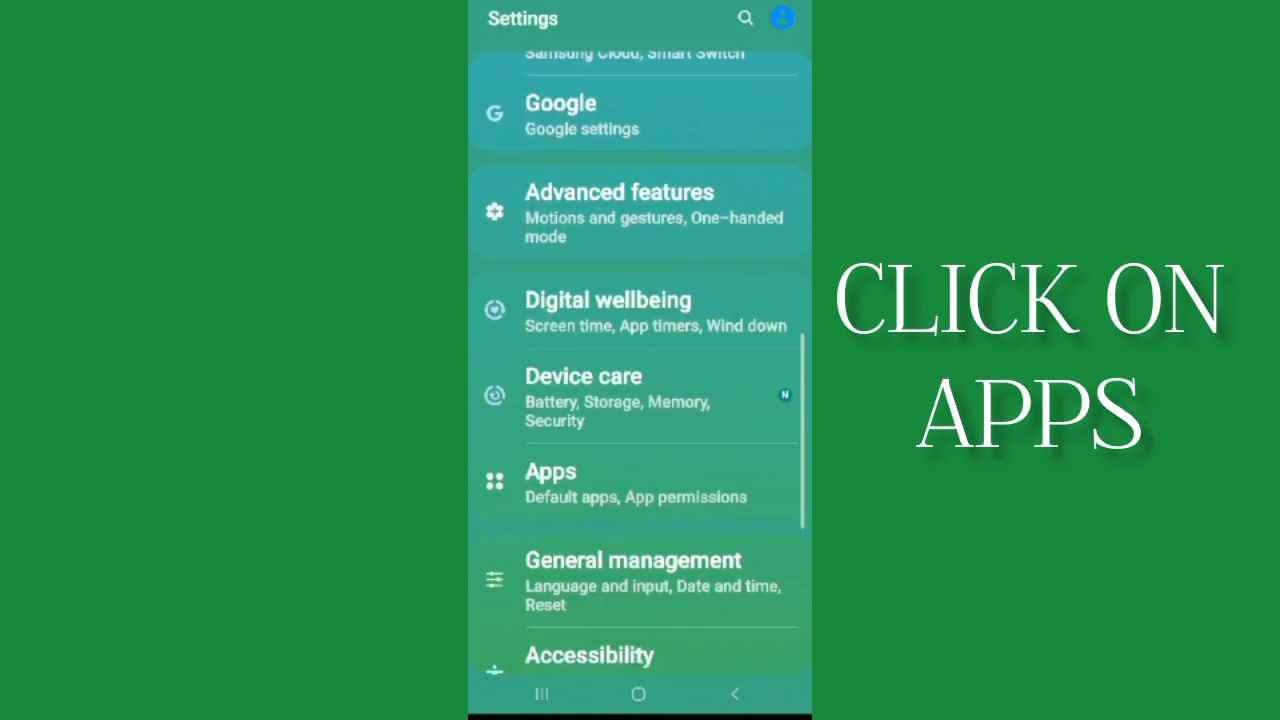 Settings
Samsung Cloud, Smart Switch
Google
Google settings
Advanced features
Motions and gestures, One-handed
mode
Digital wellbeing
Screen time, App timers, Wind down
Device care
Battery, Storage, Memory,
Security
N
Apps
Default apps, App permissions
General management
Language and input, Date and time,
Reset
Accessibility
CLICK ON
APPS